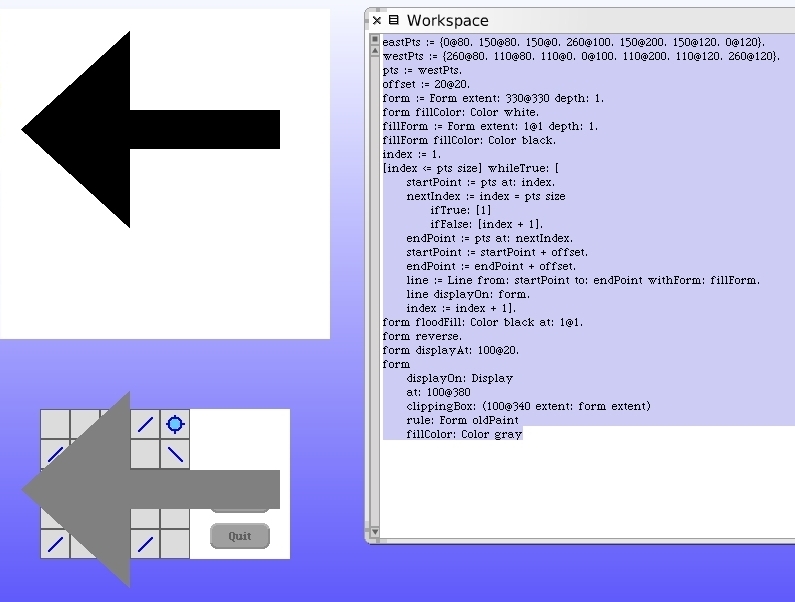 Workspace
eastPts := {0@80. 150@80. 150@0. 260@100. 150@200. 150@120. 0@120}.
westPts := {260@80. 110@80. 110@0. 0@100. 110@200. 110@120. 260@120}.
pts := westPts.
offset := 20@20.
form := Form extent: 330@330 depth: 1.
form fillColor: Color white.
fillForm := Form extent: 1@1 depth: 1.
fillForm fillColor: Color black.
index := 1.
[index <= pts size] whileTrue: [
startPoint := pts at: index.
nextIndex := index = pts size
ifTrue: [1]
ifFalse: [index + 1].
endPoint := pts at: nextIndex.
startPoint := startPoint + offset.
endPoint := endPoint + offset.
line := Line from: startPoint to: endPoint withForm: fillForm.
line displayOn: form.
index := index + 1].
form floodFill: Color black at: 1@1.
form reverse.
form displayAt: 100@20.
form
displayOn: Display
at: 100@380
clippingBox: (100@340 extent: form extent)
rule: Form oldPaint
fillColor: Color gray
Quit